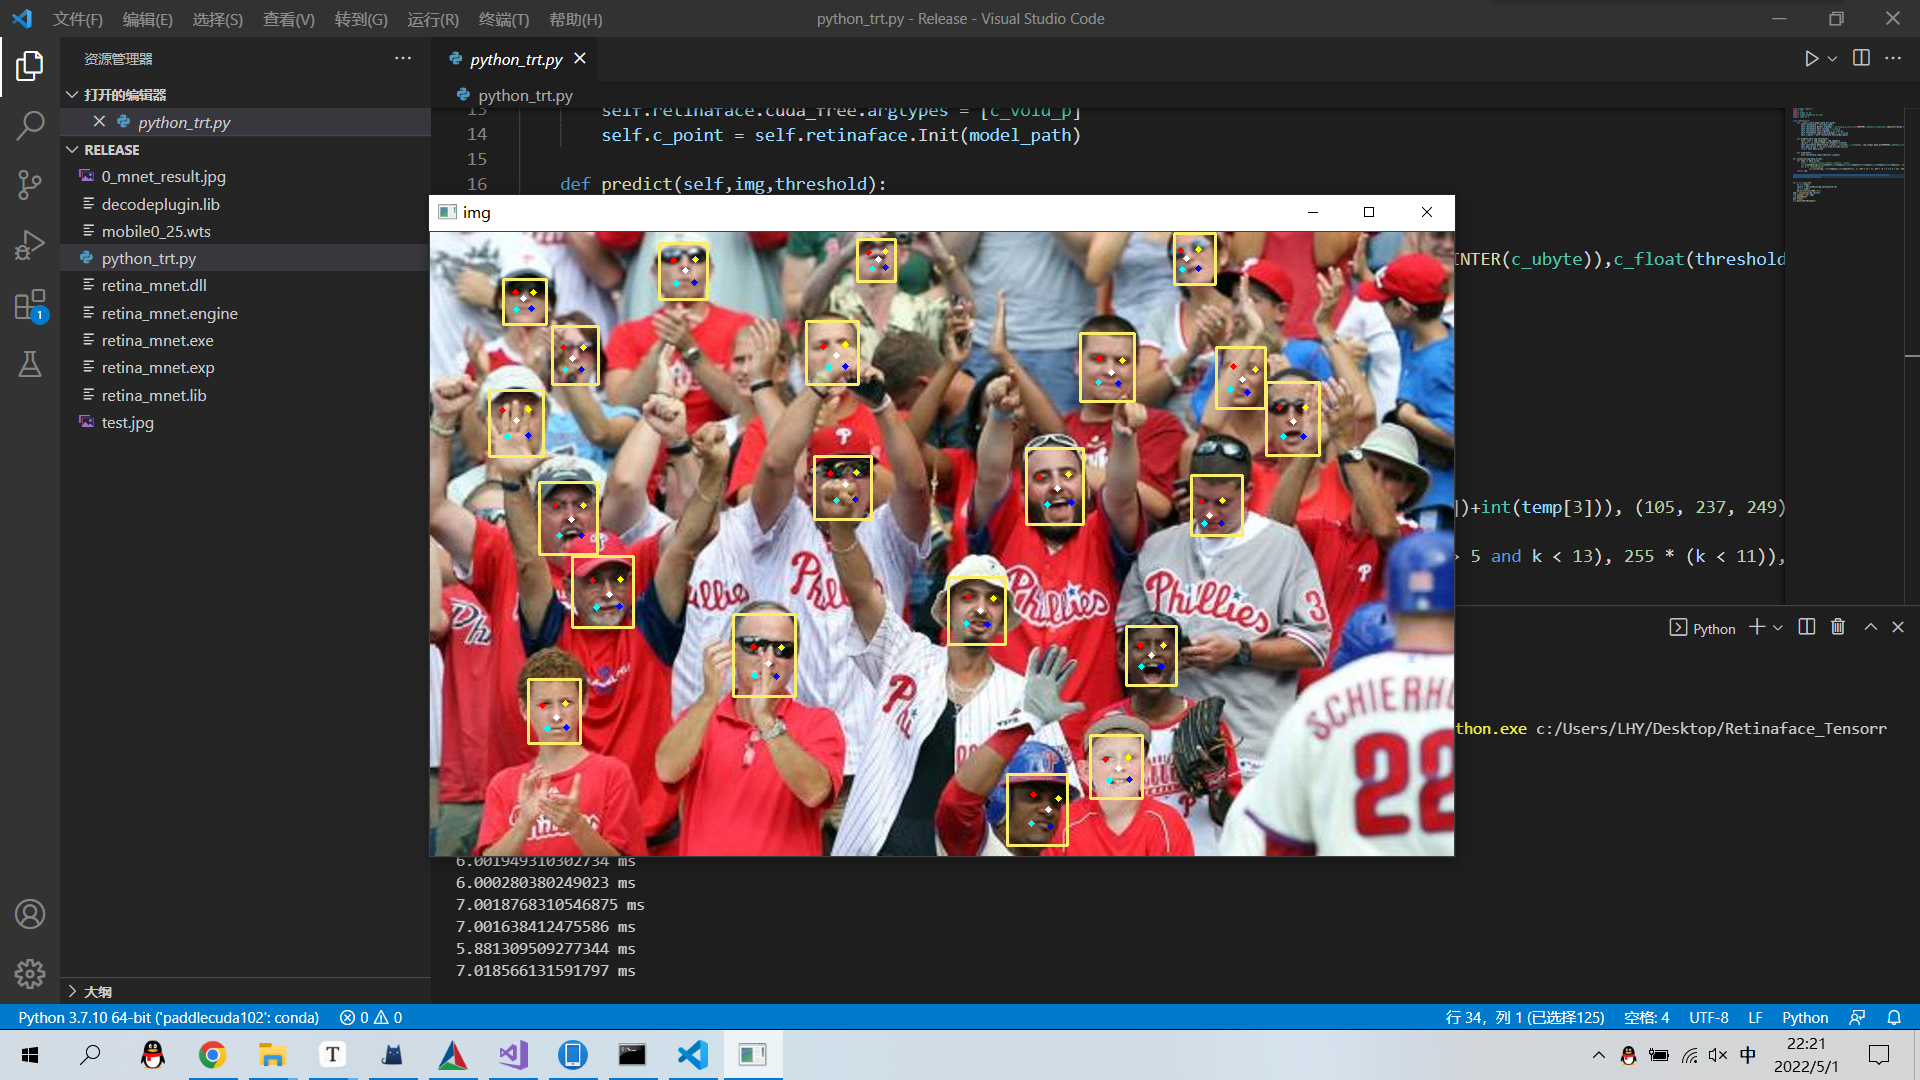 文件(F) 编辑(E) 选择(S) 查看(V) 转到(G) 运行(R) 终端(T) 帮助(H)
python_trt.py - Release - Visual Studio Code
资源管理器
打开的编辑器
python_trt.py
RELEASE
0_mnet_result.jpg
decodeplugin.lib
mobile0_25.wts
python_trt.py
retina_mnet.dll
retina_mnet.engine
retina_mnet.exe
retina_mnet.exp
retina_mnet.lib
test.jpg
大纲
1
python_trt.py
python_trt.py
13 self.retinaface.cuda_free.argtypes = [c_void_p]
14 self.c_point = self.retinaface.Init(model_path)
15
16 def predict(self,img,threshold):
NTER(c_ubyte)),c_float(threshold
])+int(temp[3])), (105, 237, 249)
5 and k < 13), 255 * (k < 11)),
img
Phillies
Phillies
Phillies
Phillies
3
P
SCHIERHO
22
Python
thon.exe c:/Users/LHY/Desktop/Retinaface_Tensorr
6.001949310302734 ms
6.000280380249023 ms
7.0018768310546875 ms
7.001638412475586 ms
5.881309509277344 ms
7.018566131591797 ms
Python 3.7.10 64-bit ('paddlecuda102': conda) 0 0
行 34，列 1 (已选择125) 空格: 4 UTF-8 LF Python
T
中
22:21
2022/5/1